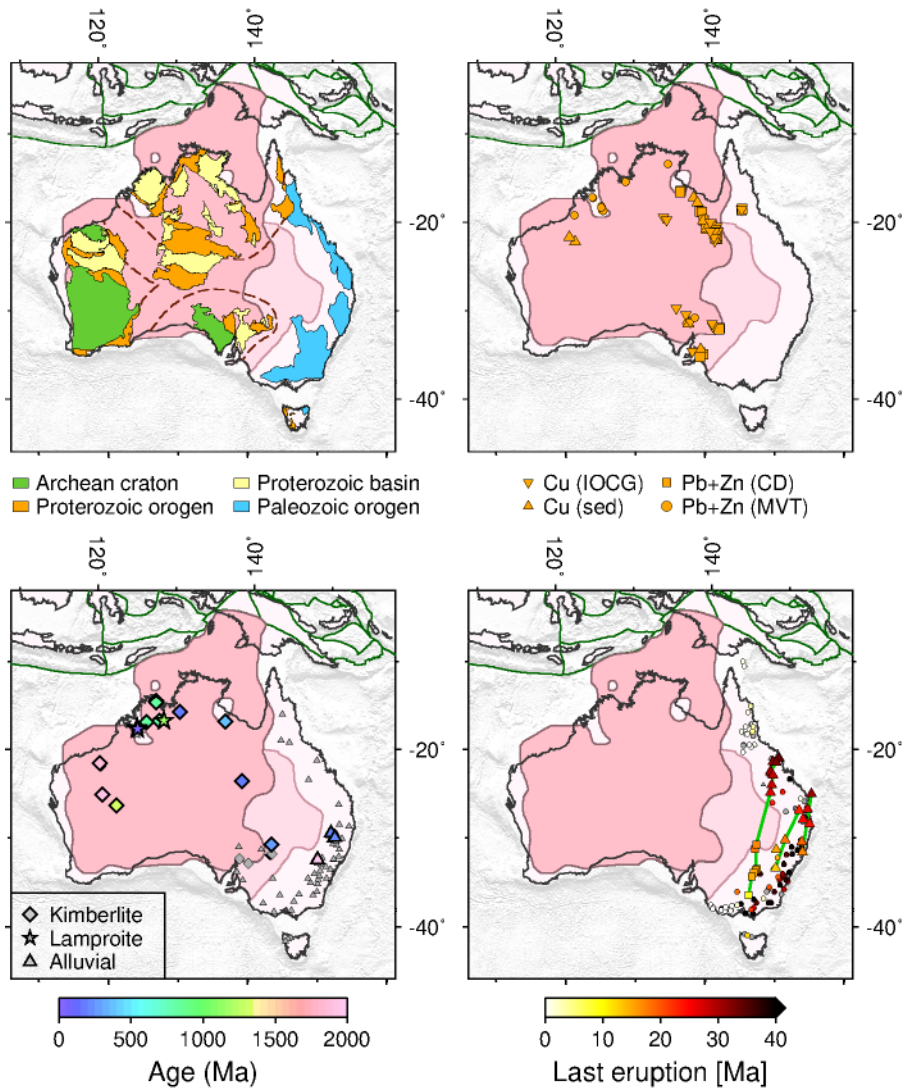 120° 140° 120° 140°
-20° -20°
-40° -40°
Archean craton Proterozoic basin Cu (IOCG) Pb+Zn (CD)
Proterozoic orogen Paleozoic orogen Cu (sed) Pb+Zn (MVT)
120° 140° 120° 140°
-20° -20°
-40° -40°
Kimberlite
Lamproite
Alluvial
0 500 1000 1500 2000 0 10 20 30 40
Age (Ma) Last eruption [Ma]